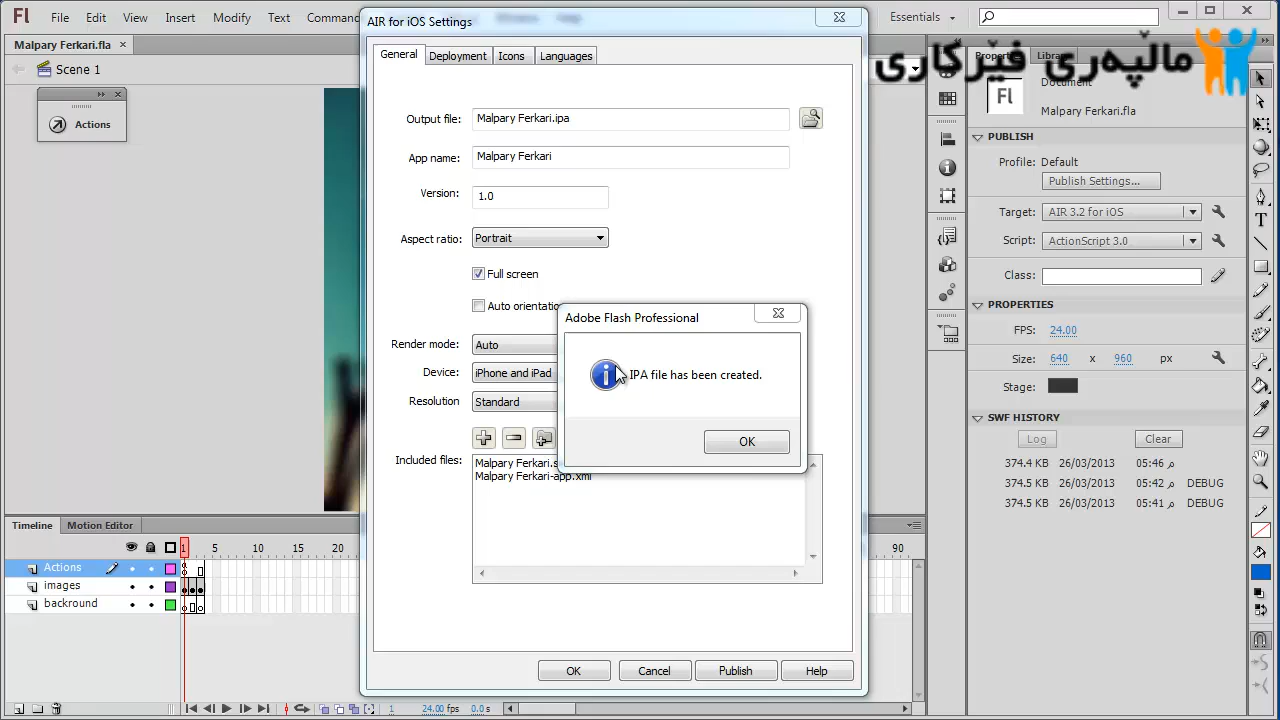 Fl File Edit View Insert Modify Text Comman
AIR for iOS Settings
Essentials
Malpary Ferkari.fla
Scene 1
Actions
General Deployment Icons Languages
Output file: Malpary Ferkari.ipa
App name: Malpary Ferkari
Version: 1.0
Aspect ratio: Portrait
Full screen
Auto orientatio
Render mode: Auto
Device: iPhone and iPad
Resolution Standard
Included files: Malpary Ferkari.s
Malpary Ferkari-app.xml
Adobe Flash Professional
IPA file has been created.
OK
OK Cancel Publish Help
ماڵپەری فێرکاری
Document
Fl
Malpary Ferkari.fla
PUBLISH
Profile: Default
Publish Settings...
Target: AIR 3.2 for iOS
Script: ActionScript 3.0
Class:
PROPERTIES
FPS: 24.00
Size: 640 x 960 px
Stage:
SWF HISTORY
Log Clear
374.4 KB 26/03/2013 05:46 م
374.5 KB 26/03/2013 05:42 م DEBUG
374.5 KB 26/03/2013 05:41 م DEBUG
Timeline Motion Editor
1 5 10 15 20 90
Actions
images
backround
1 24.00 fps 0.0 s